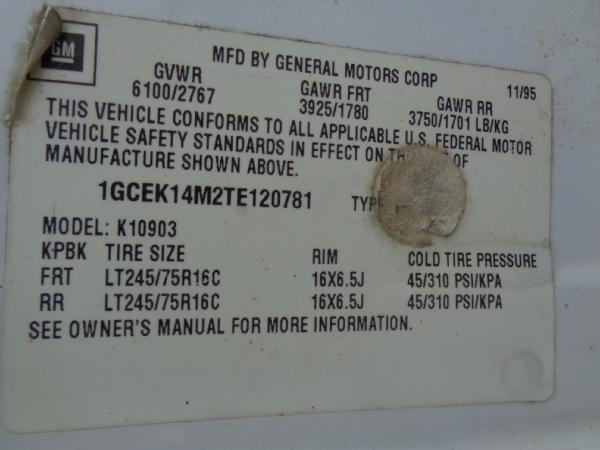 GM
MFD BY GENERAL MOTORS CORP 11/95
GVWR GAWR FRT GAWR RR
6100/2767 3925/1780 3750/1701 LB/KG
THIS VEHICLE CONFORMS TO ALL APPLICABLE U.S. FEDERAL MOTOR
VEHICLE SAFETY STANDARDS IN EFFECT ON OF
MANUFACTURE SHOWN ABOVE.
1GCEK14M2TE120781 TYPE
MODEL: K10903
K-PBK TIRE SIZE RIM COLD TIRE PRESSURE
FRT LT245/75R16C 16X6.5J 45/310 PSI/KPA
RR LT245/75R16C 16X6.5J 45/310 PSI/KPA
SEE OWNER'S MANUAL FOR MORE INFORMATION.